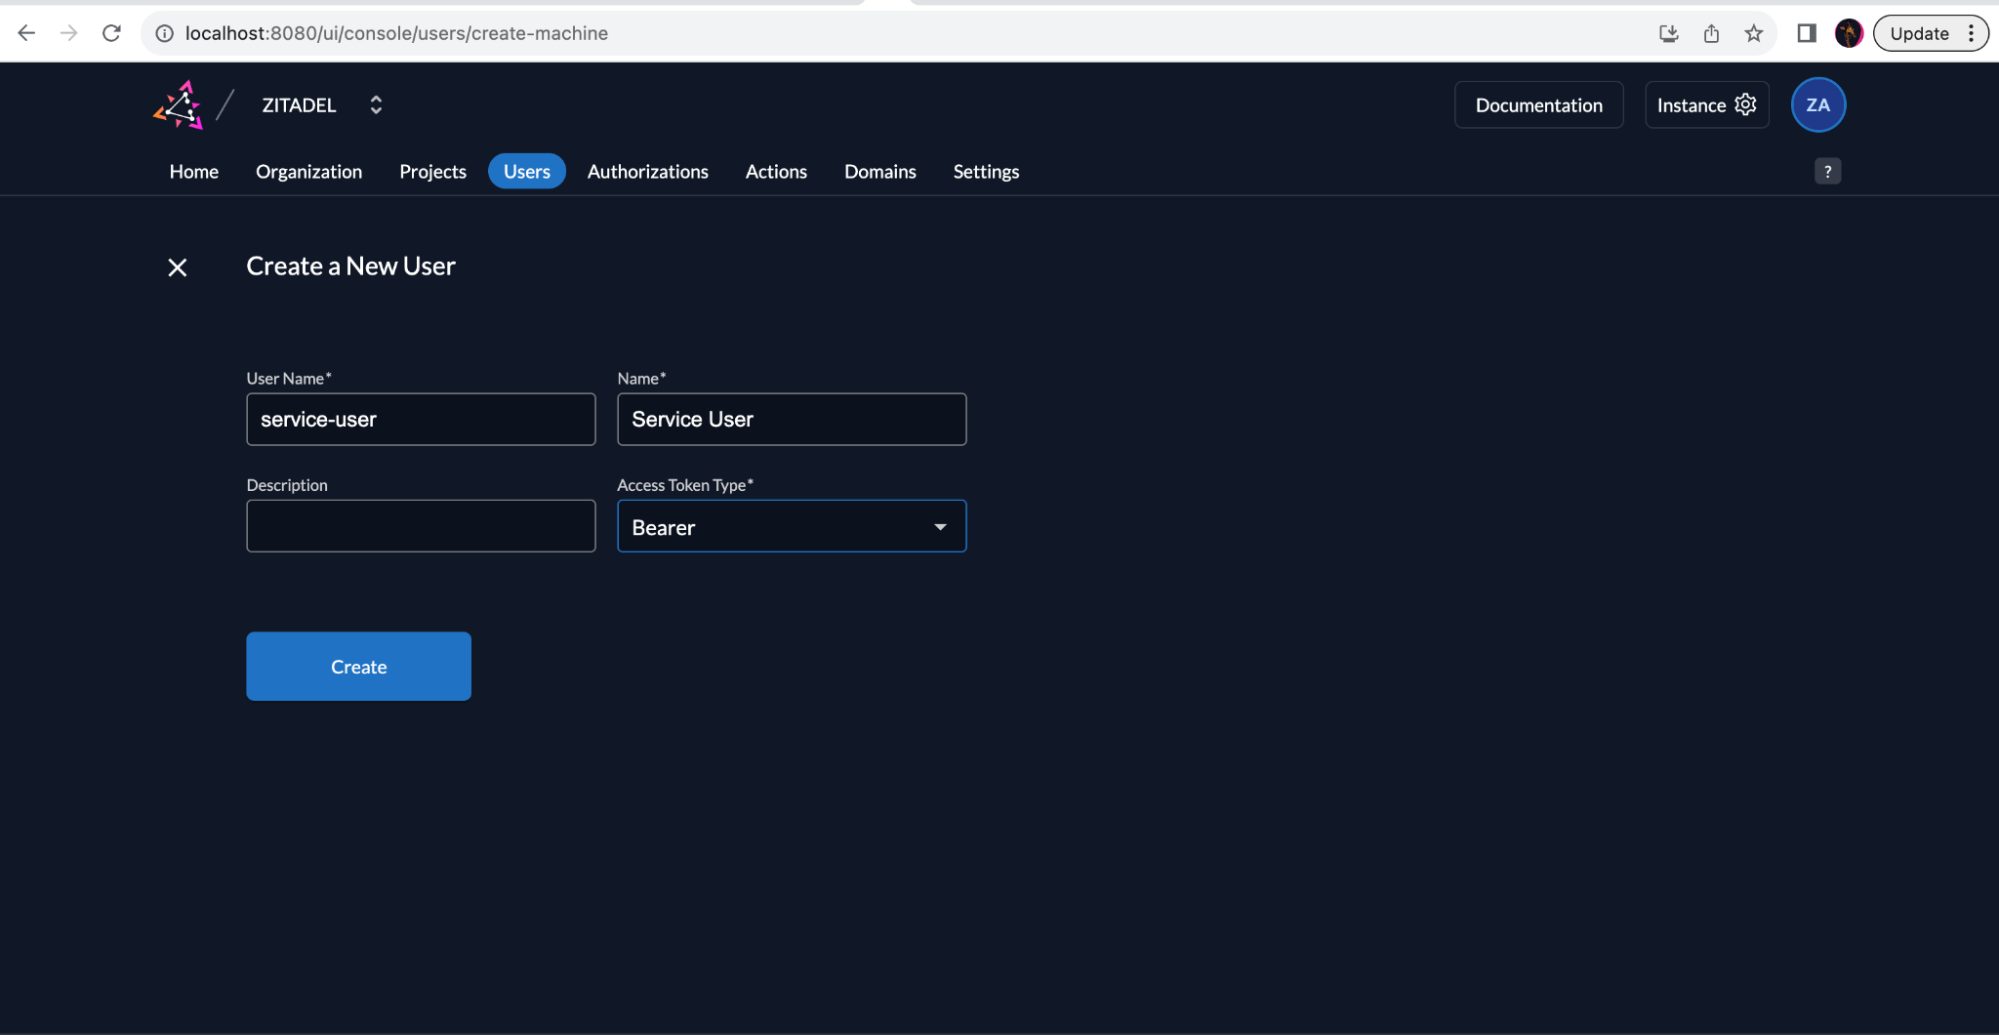 localhost:8080/ui/console/users/create-machine
Update
ZITADEL
Documentation
Instance
ZA
Home Organization Projects Users Authorizations Actions Domains Settings
?
Create a New User
User Name* Name*
service-user Service User
Description Access Token Type*
Bearer
Create